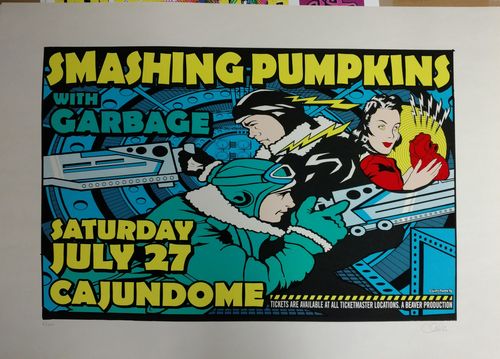 SMASHING PUMPKINS
WITH
GARBAGE
SATURDAY
JULY 27
CAJUNDOME
TICKETS ARE AVAILABLE AT ALL TICKETMASTER LOCATIONS. A BEAVER PRODUCTION